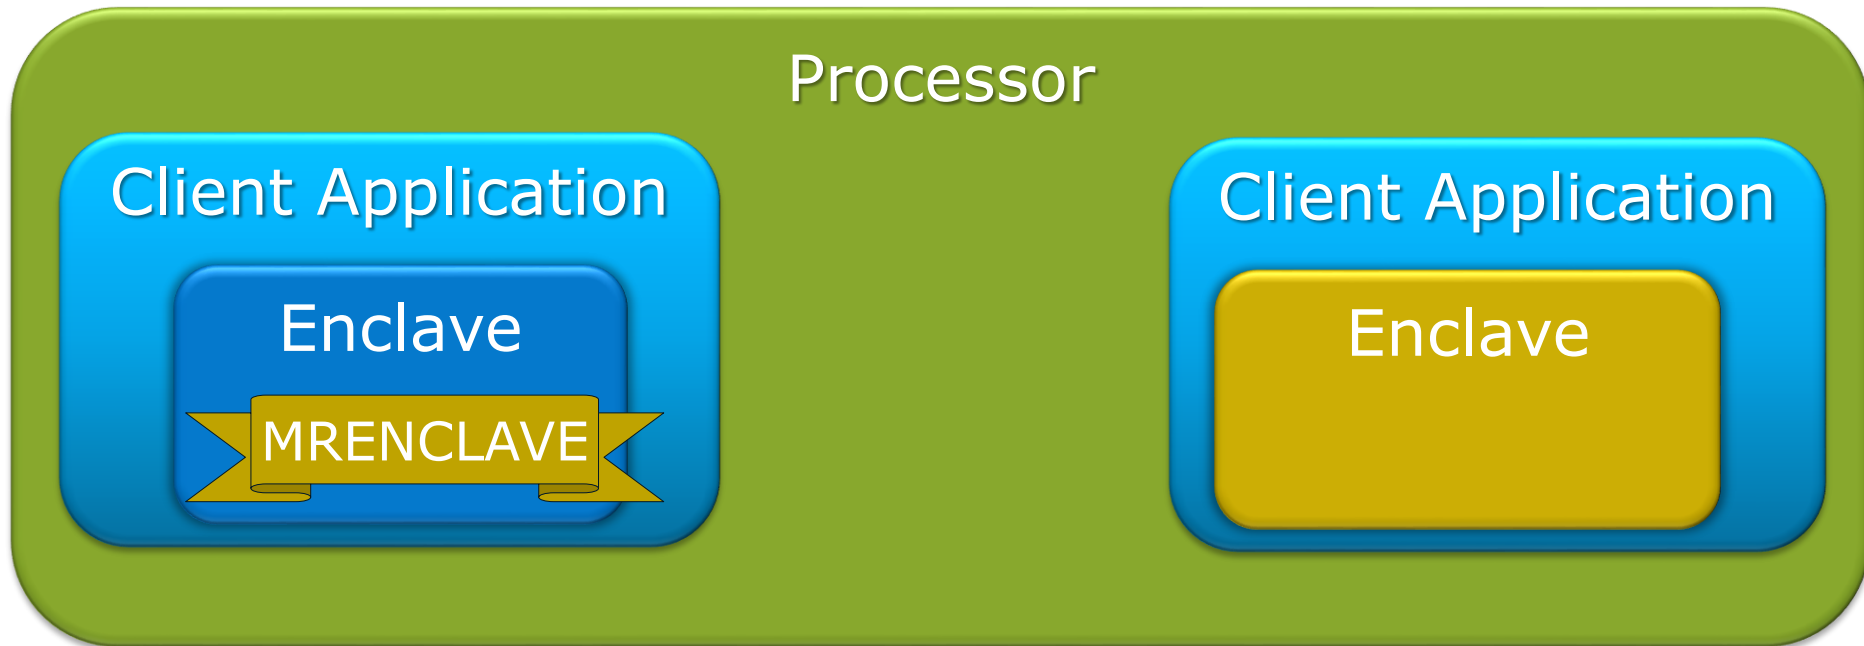 Processor
Client Application
Enclave
MRENCLAVE
Client Application
Enclave